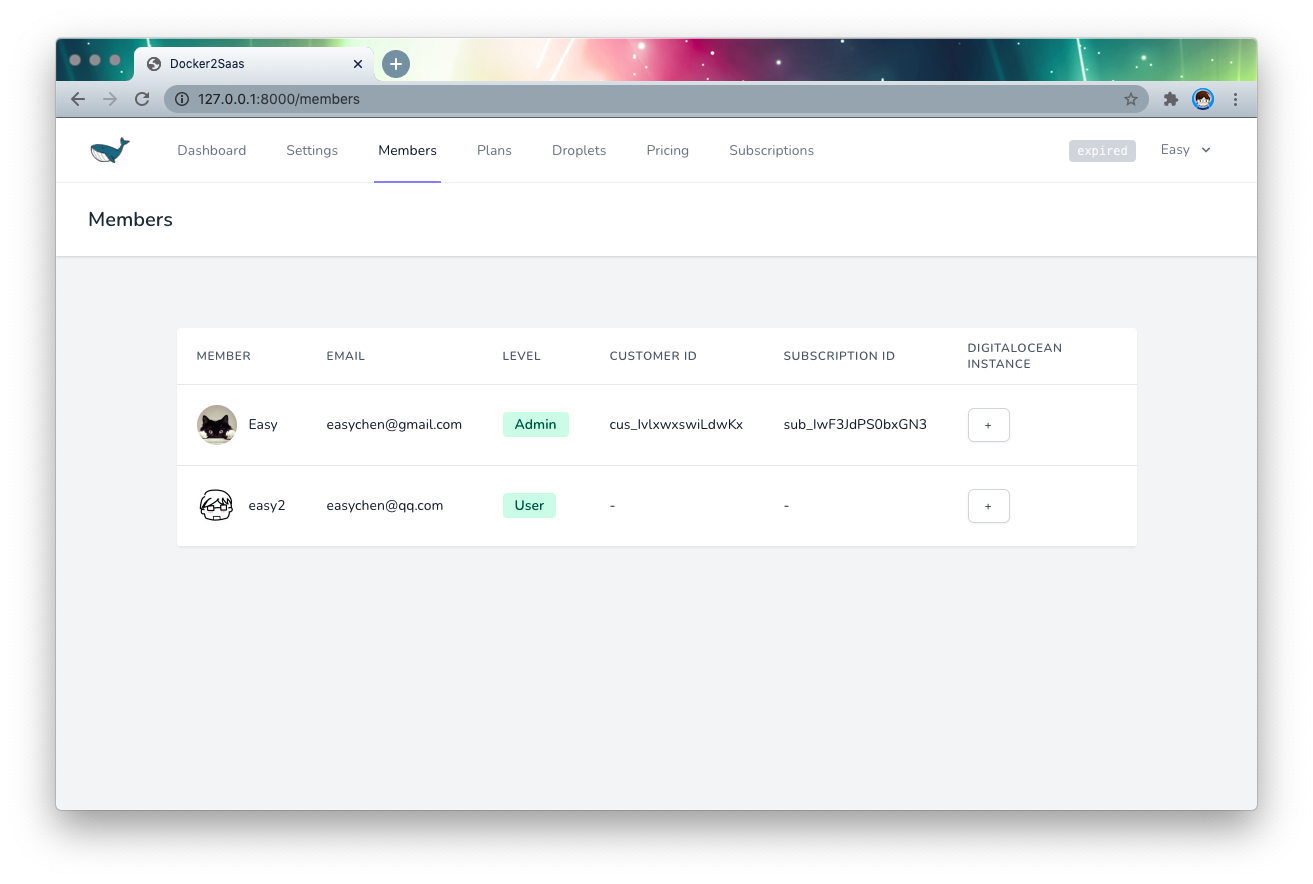 Docker2Saas
127.0.0.1:8000/members
Dashboard Settings Members Plans Droplets Pricing Subscriptions expired Easy
Members
MEMBER EMAIL LEVEL CUSTOMER ID SUBSCRIPTION ID DIGITALOCEAN
INSTANCE
Easy easychen@gmail.com Admin cus_IvlxwxswiLdwKx sub_IwF3JdPS0bxGN3 +
easy2 easychen@qq.com User - - +